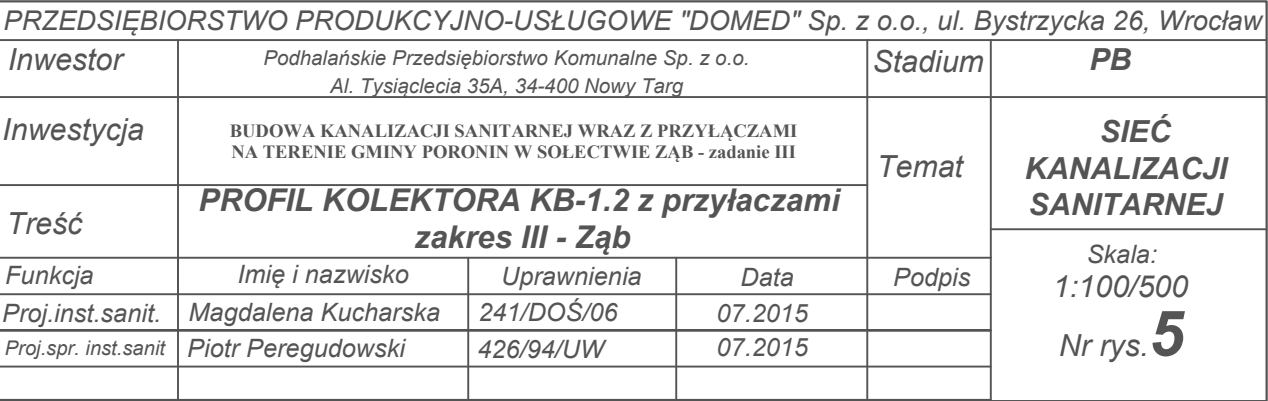 PRZEDSIĘBIORSTWO PRODUKCYJNO-USŁUGOWE "DOMED" Sp. z o.o., ul. Bystrzycka 26, Wrocław
Inwestor
Podhalańskie Przedsiębiorstwo Komunalne Sp. z o.o.
Al. Tysiąclecia 35A, 34-400 Nowy Targ
Stadium
PB
Inwestycja
BUDOWA KANALIZACJI SANITARNEJ WRAZ Z PRZYŁĄCZAMI
NA TERENIE GMINY PORONIN W SOŁECTWIE ZĄB - zadanie III
Temat
SIEĆ
KANALIZACJI
SANITARNEJ
Treść
PROFIL KOLEKTORA KB-1.2 z przyłaczami
zakres III - Ząb
Funkcja Imię i nazwisko Uprawnienia Data Podpis
Skala:
1:100/500
Proj.inst.sanit. Magdalena Kucharska 241/DOŚ/06 07.2015
Proj.spr. inst.sanit Piotr Peregudowski 426/94/UW 07.2015
Nr rys. 5